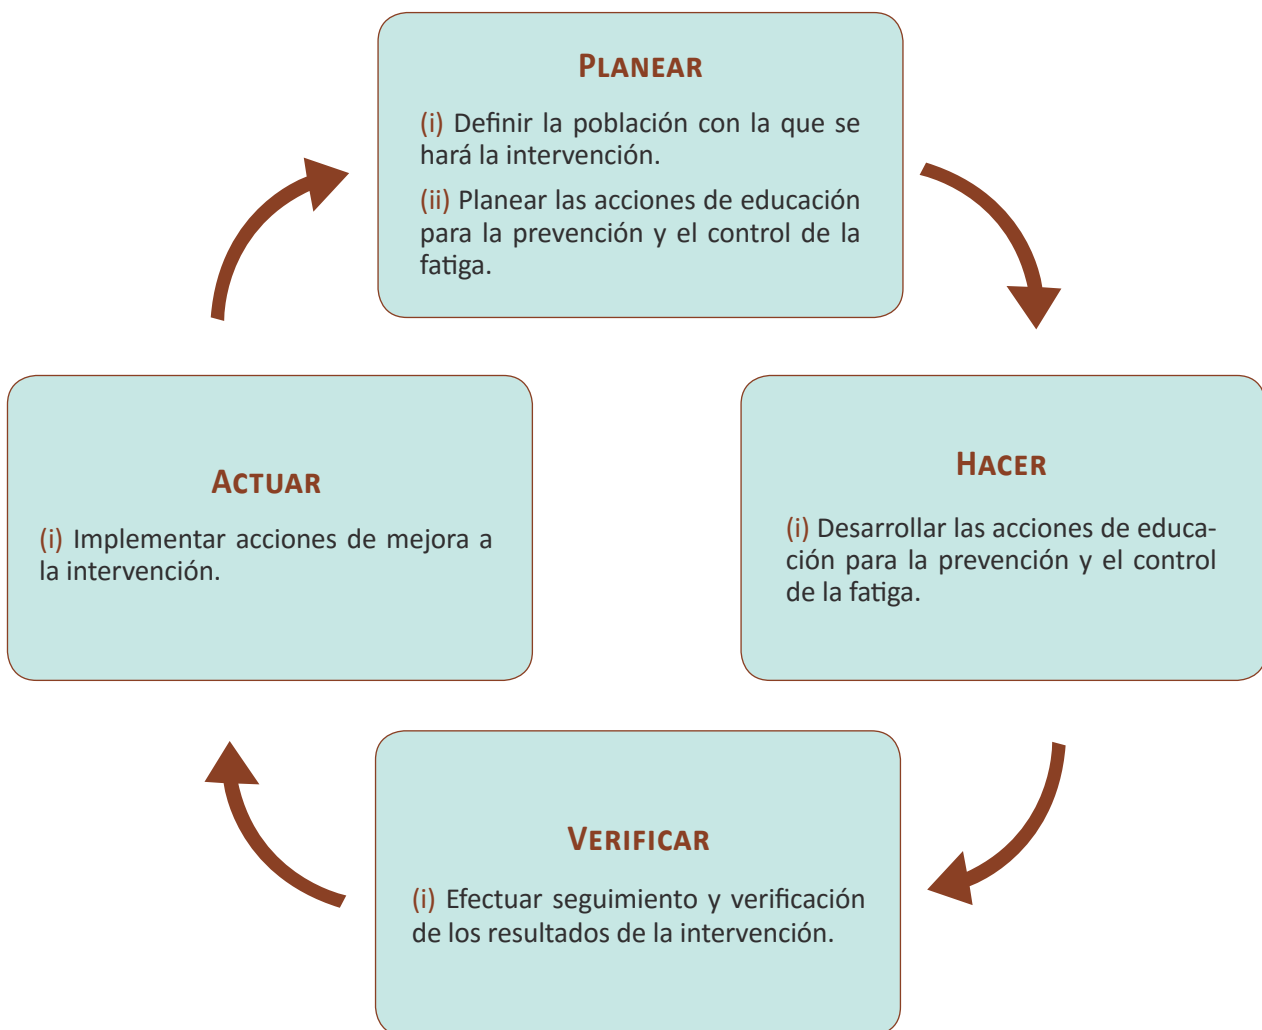 PLANEAR
(i) Definir la población con la que se
hará la intervención.
(ii) Planear las acciones de educación
para la prevención y el control de la
fatiga.
HACER
(i) Desarrollar las acciones de educa-
ción para la prevención y el control
de la fatiga.
VERIFICAR
(i) Efectuar seguimiento y verificación
de los resultados de la intervención.
ACTUAR
(i) Implementar acciones de mejora a
la intervención.